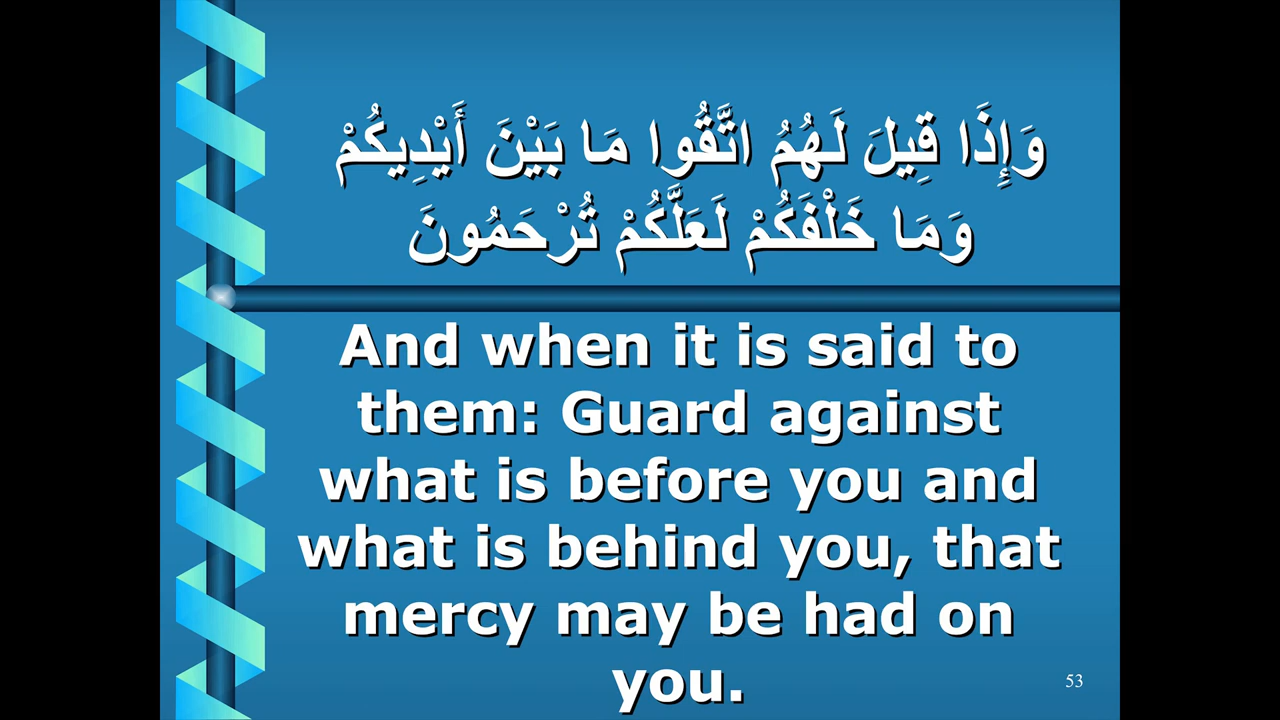 وَإِذَا قِيلَ لَهُمُ اتَّقُوا مَا بَيْنَ أَيْدِيكُمْ
وَمَا خَلْفَكُمْ لَعَلَّكُمْ تُرْحَمُونَ
And when it is said to
them: Guard against
what is before you and
what is behind you, that
mercy may be had on
you.
53